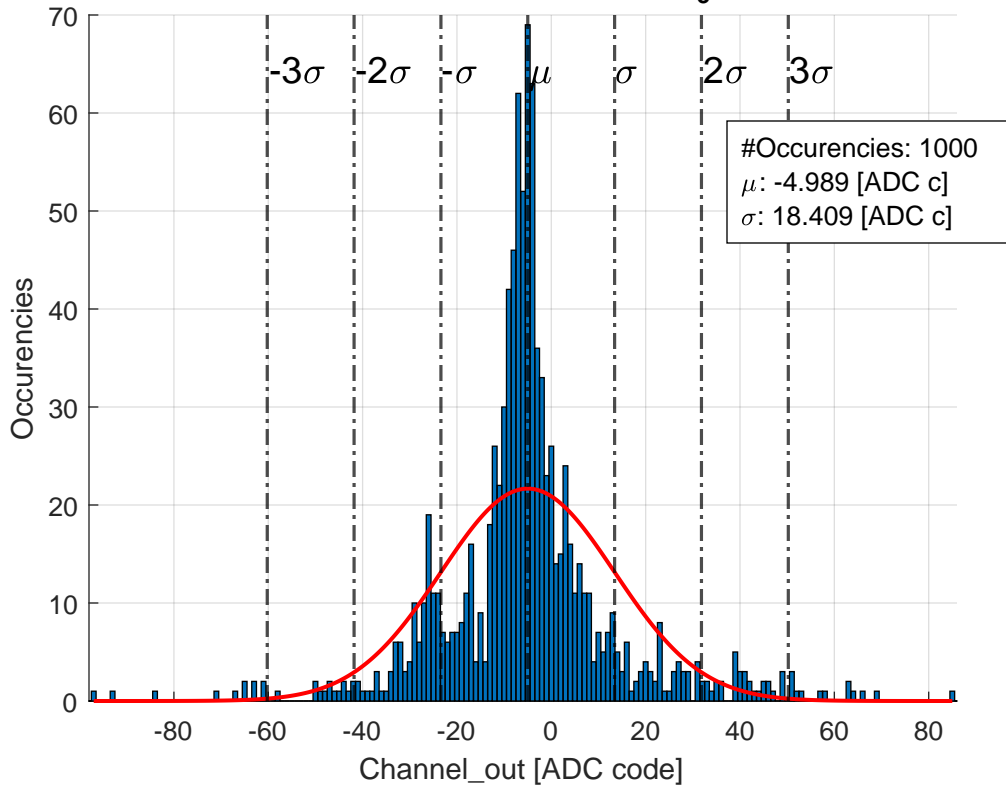 70
60
50
40
30
20
10
0
-3σ
-2σ
-σ
μ
σ
2σ
3σ
#Occurencies: 1000
μ: -4.989 [ADC c]
σ: 18.409 [ADC c]
Occurencies
-80
-60
-40
-20
0
20
40
60
80
Channel_out [ADC code]